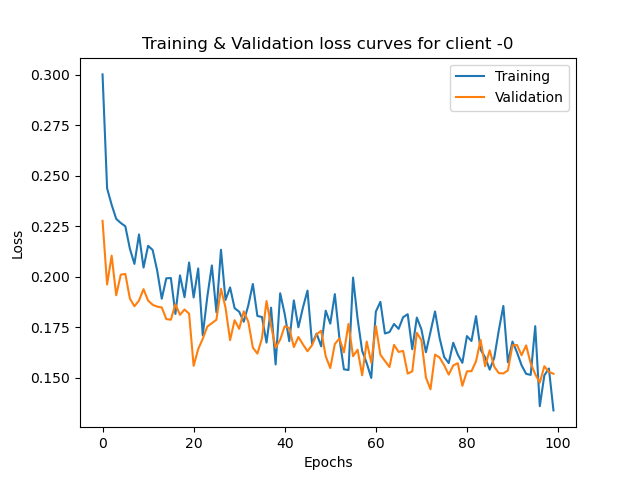 Training & Validation loss curves for client -0
Training
Validation
0.300
0.275
0.250
0.225
0.200
0.175
0.150
Loss
0
20
40
60
80
100
Epochs